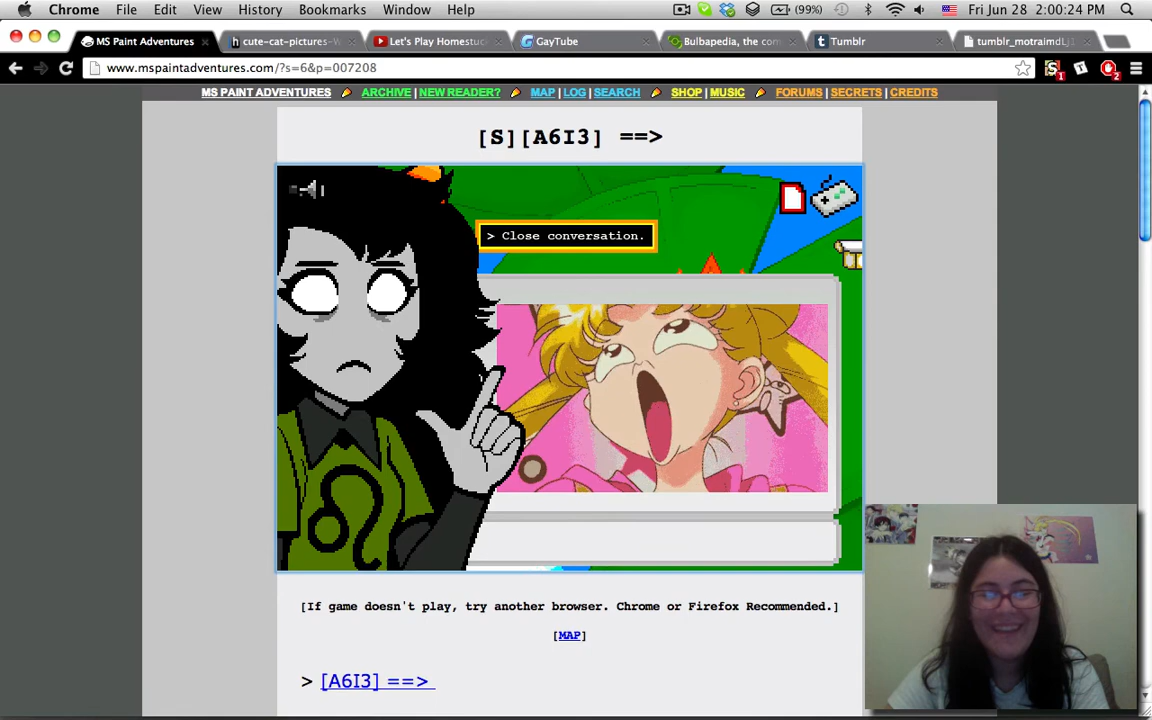 Chrome File Edit View History Bookmarks Window Help (99%) Fri Jun 28 2:00:24 PM
MS Paint Adventures cute-cat-pictures-W Let's Play Homestuc GayTube Bulbapedia, the com Tumblr tumblr_motraimdLj1
www.mspaintadventures.com/?s=6&p=007208
MS PAINT ADVENTURES ARCHIVE | NEW READER? MAP | LOG | SEARCH SHOP | MUSIC FORUMS | SECRETS | CREDITS
[S][A6I3] ==>
> Close conversation.
[If game doesn't play, try another browser. Chrome or Firefox Recommended.]
[MAP]
> [A6I3] ==>